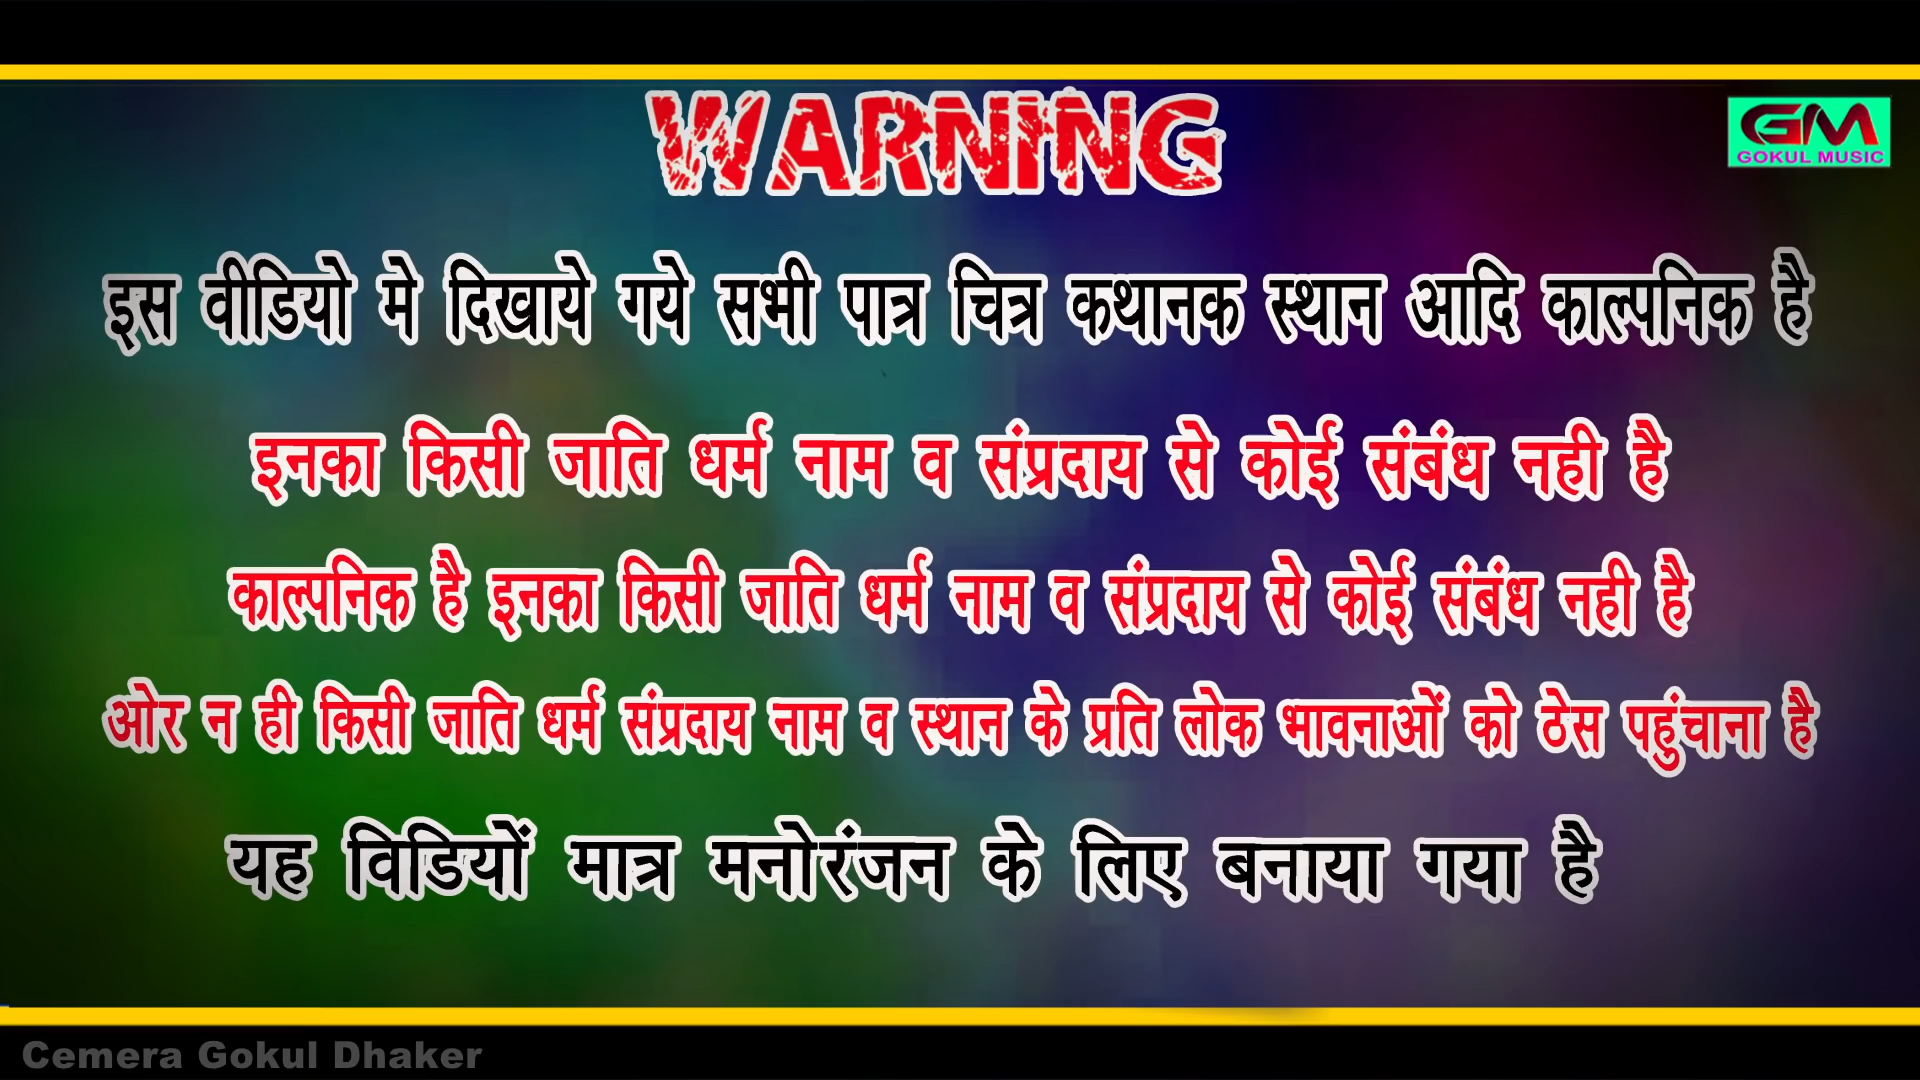 WARNING
GM
GOKUL MUSIC
इस वीडियो मे दिखाये गये सभी पात्र चित्र कथानक स्थान आदि काल्पनिक है
इनका किसी जाति धर्म नाम व संप्रदाय से कोई संबंध नही है
काल्पनिक है इनका किसी जाति धर्म नाम व संप्रदाय से कोई संबंध नही है
ओर न ही किसी जाति धर्म संप्रदाय नाम व स्थान के प्रति लोक भावनाओं को ठेस पहुंचाना है
यह विडियों मात्र मनोरंजन के लिए बनाया गया है
Cemera Gokul Dhaker